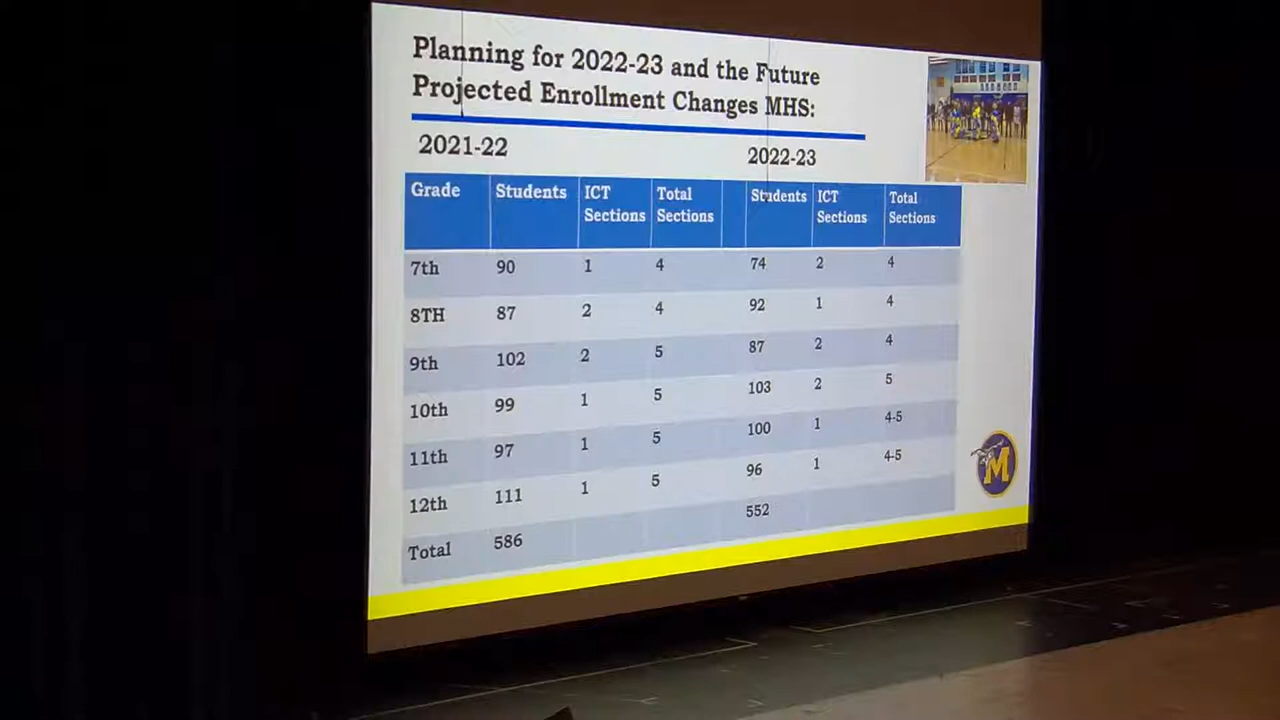 Planning for 2022-23 and the Future
Projected Enrollment Changes MHS:
2021-22 2022-23
Grade Students ICT Sections Total Sections Students ICT Sections Total Sections
7th 90 1 4 74 2 4
8TH 87 2 4 92 1 4
9th 102 2 5 87 2 4
10th 99 1 5 103 2 5
11th 97 1 5 100 1 4-5
12th 111 1 5 96 1 4-5
Total 586 552
M